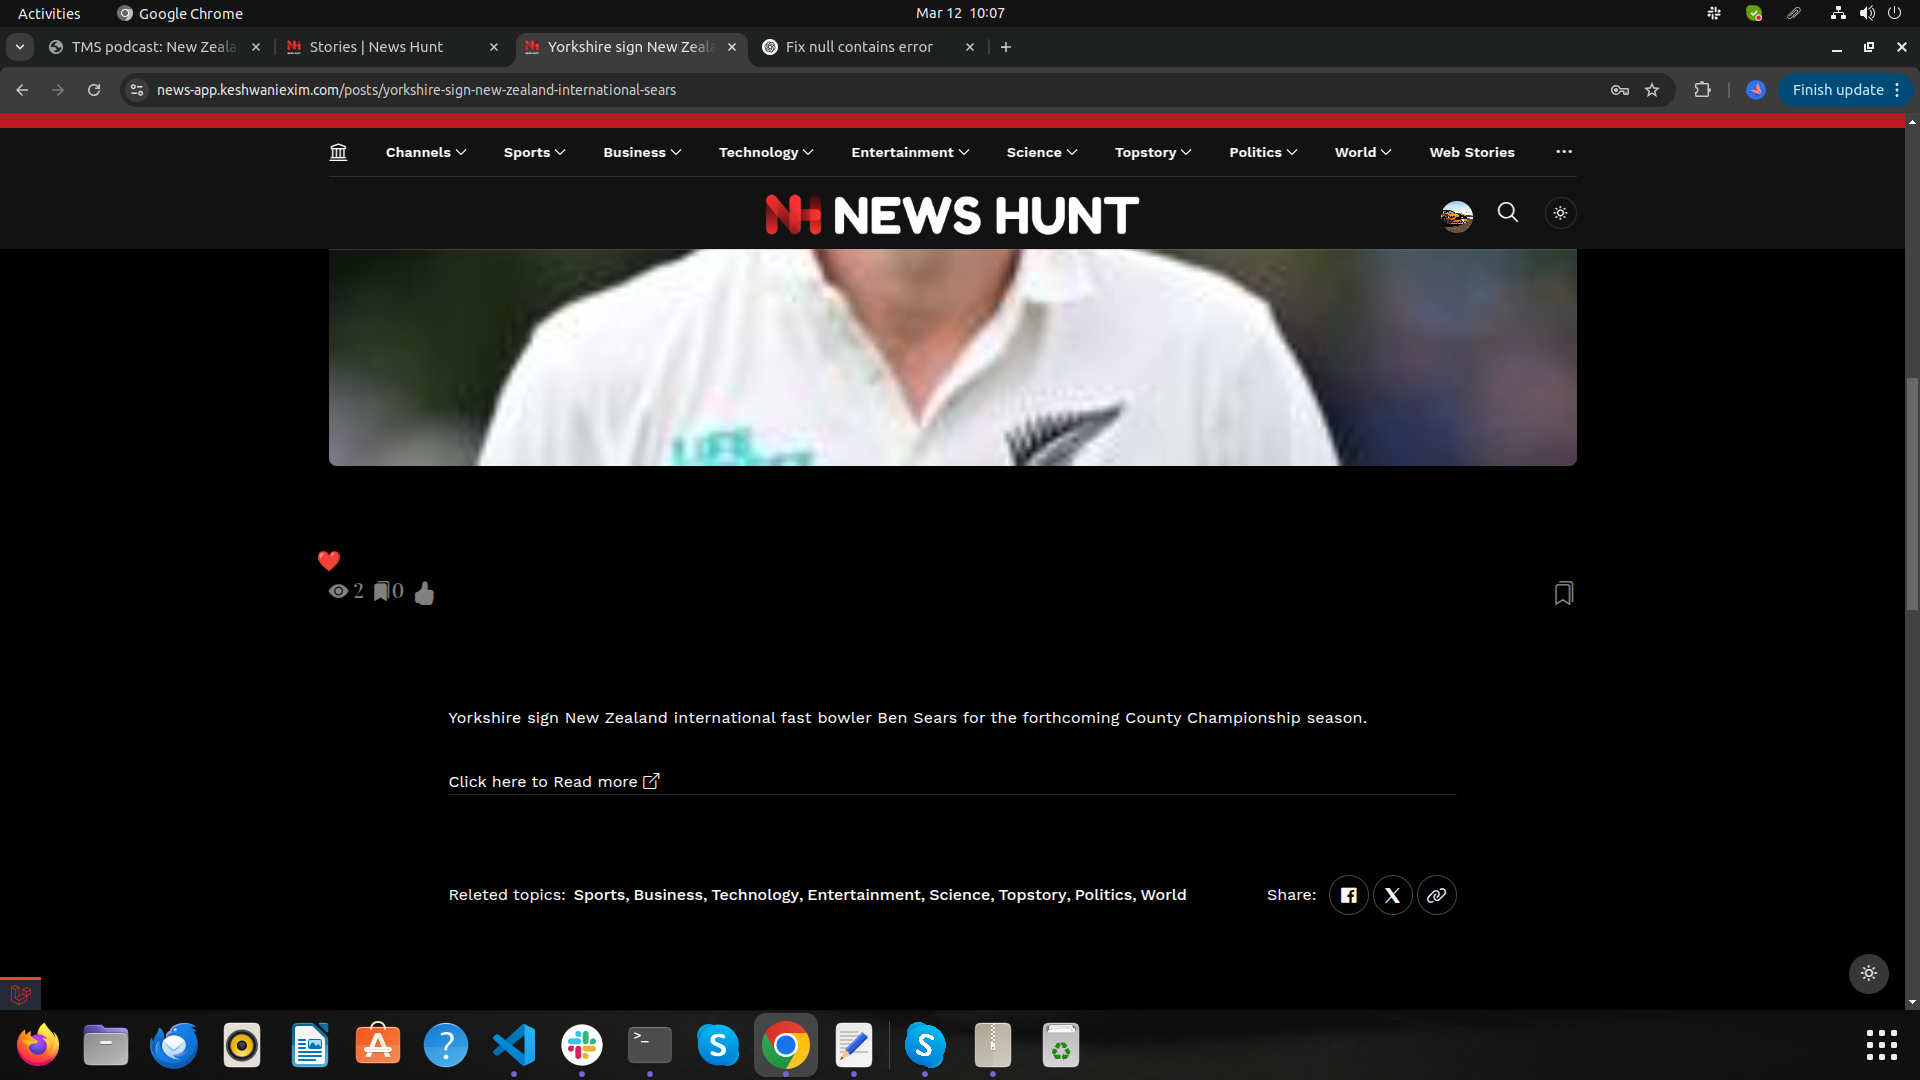 Activities
Google Chrome
Mar 12 10:07
TMS podcast: New Zeala
Stories | News Hunt
Yorkshire sign New Zeala
Fix null contains error
news-app.keshwaniexim.com/posts/yorkshire-sign-new-zealand-international-sears
Finish update
Channels
Sports
Business
Technology
Entertainment
Science
Topstory
Politics
World
Web Stories
NH NEWS HUNT
2
0
Yorkshire sign New Zealand international fast bowler Ben Sears for the forthcoming County Championship season.
Click here to Read more
Releted topics: Sports, Business, Technology, Entertainment, Science, Topstory, Politics, World
Share: